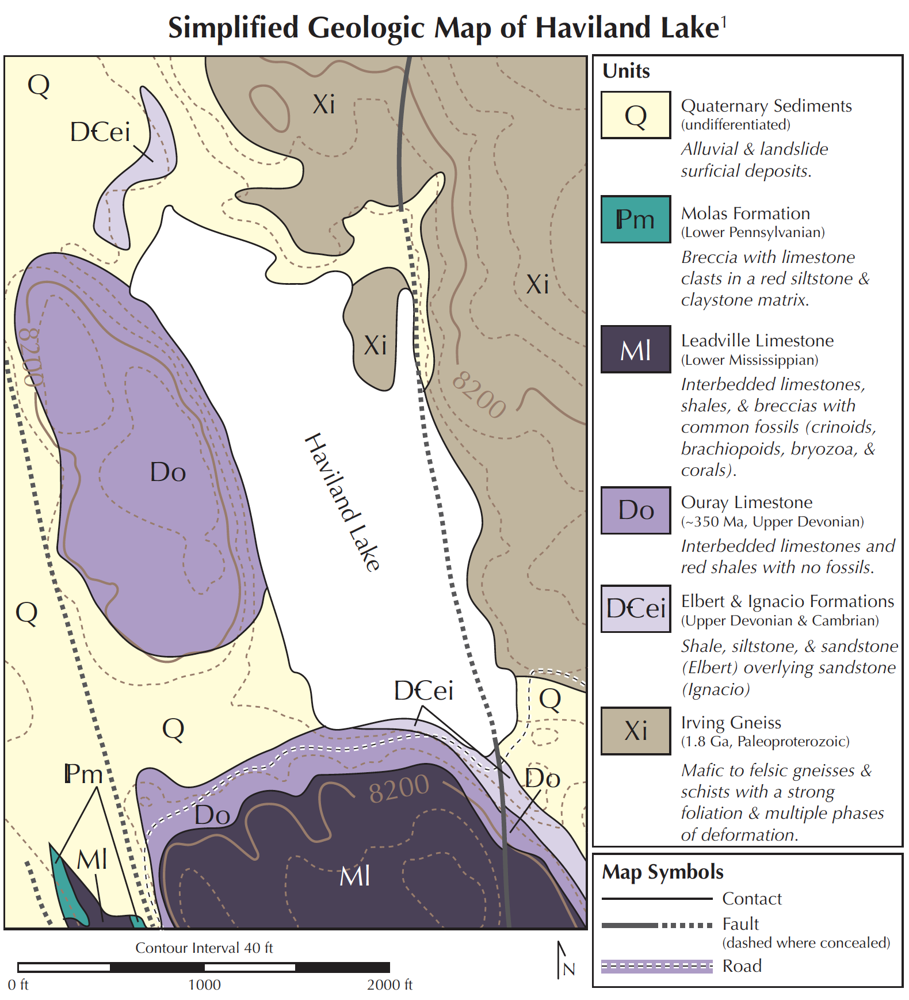 Simplified Geologic Map of Haviland Lake¹
Q
DꞒei
Xi
Xi
Xi
8200
8200
Do
Haviland Lake
Q
DꞒei
Q
Q
Do
ℙm
8200
Do
Ml
Ml
Units
Q
Quaternary Sediments
(undifferentiated)
Alluvial & landslide
surficial deposits.
ℙm
Molas Formation
(Lower Pennsylvanian)
Breccia with limestone
clasts in a red siltstone &
claystone matrix.
Ml
Leadville Limestone
(Lower Mississippian)
Interbedded limestones,
shales, & breccias with
common fossils (crinoids,
brachiopoids, bryozoa, &
corals).
Do
Ouray Limestone
(~350 Ma, Upper Devonian)
Interbedded limestones and
red shales with no fossils.
DꞒei
Elbert & Ignacio Formations
(Upper Devonian & Cambrian)
Shale, siltstone, & sandstone
(Elbert) overlying sandstone
(Ignacio)
Xi
Irving Gneiss
(1.8 Ga, Paleoproterozoic)
Mafic to felsic gneisses &
schists with a strong
foliation & multiple phases
of deformation.
Map Symbols
Contact
Fault
(dashed where concealed)
Road
Contour Interval 40 ft
0 ft 1000 2000 ft
N